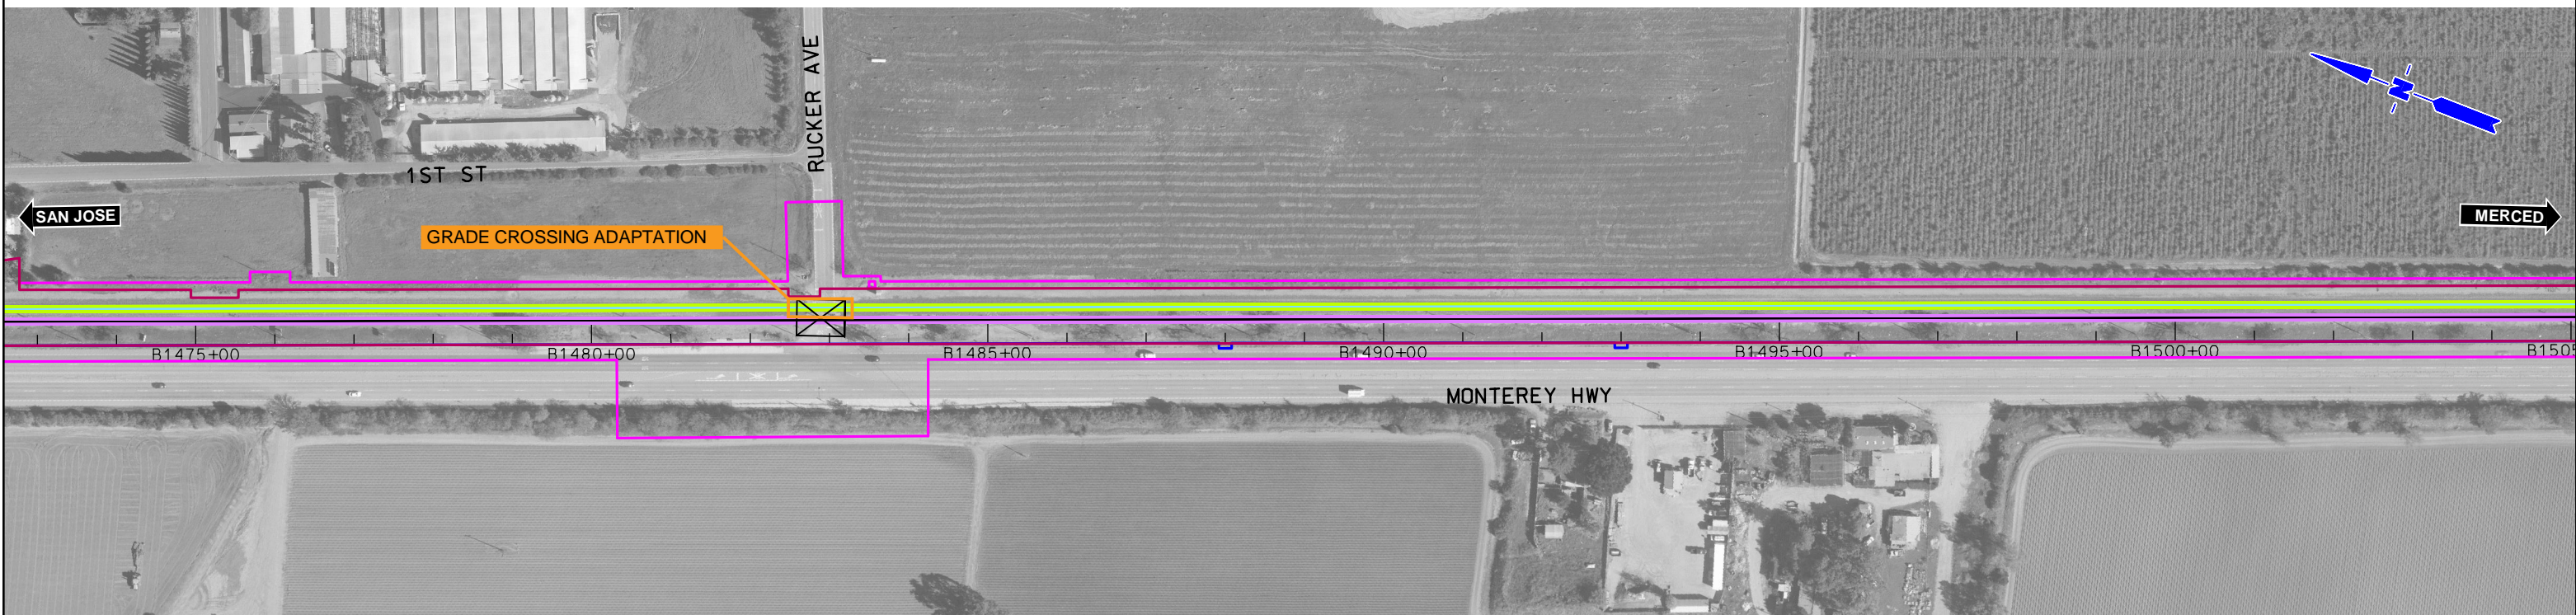 RUCKER AVE
N
1ST ST
SAN JOSE
MERCED
GRADE CROSSING ADAPTATION
B1475+00
B1480+00
B1485+00
B1490+00
B1495+00
B1500+00
B1505
MONTEREY HWY